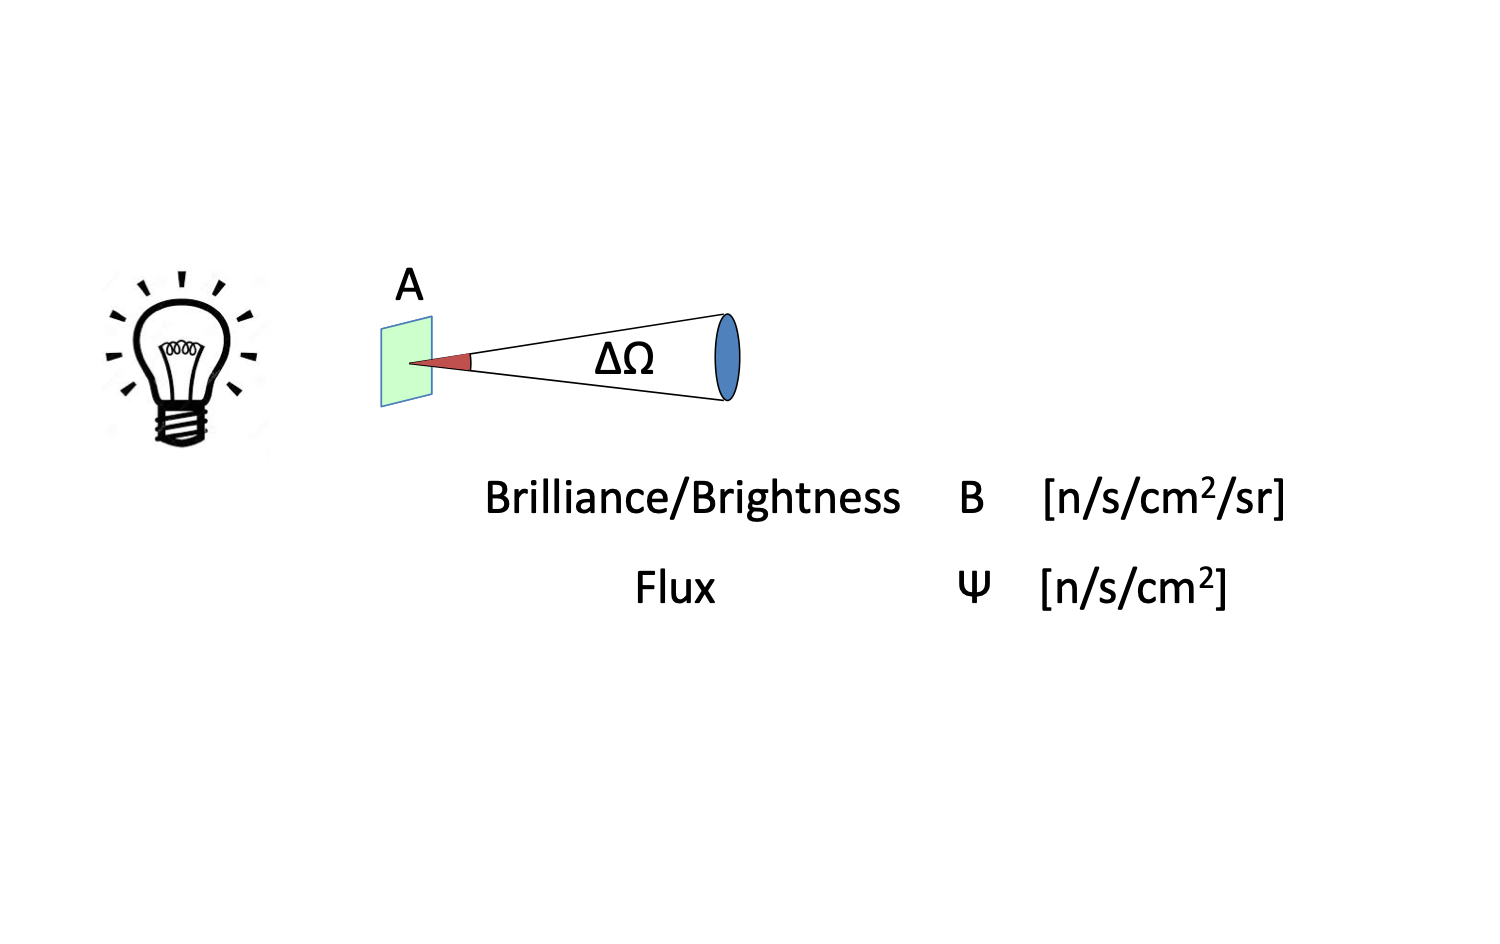 A
ΔΩ
Brilliance/Brightness B [n/s/cm²/sr]
Flux Ψ [n/s/cm²]